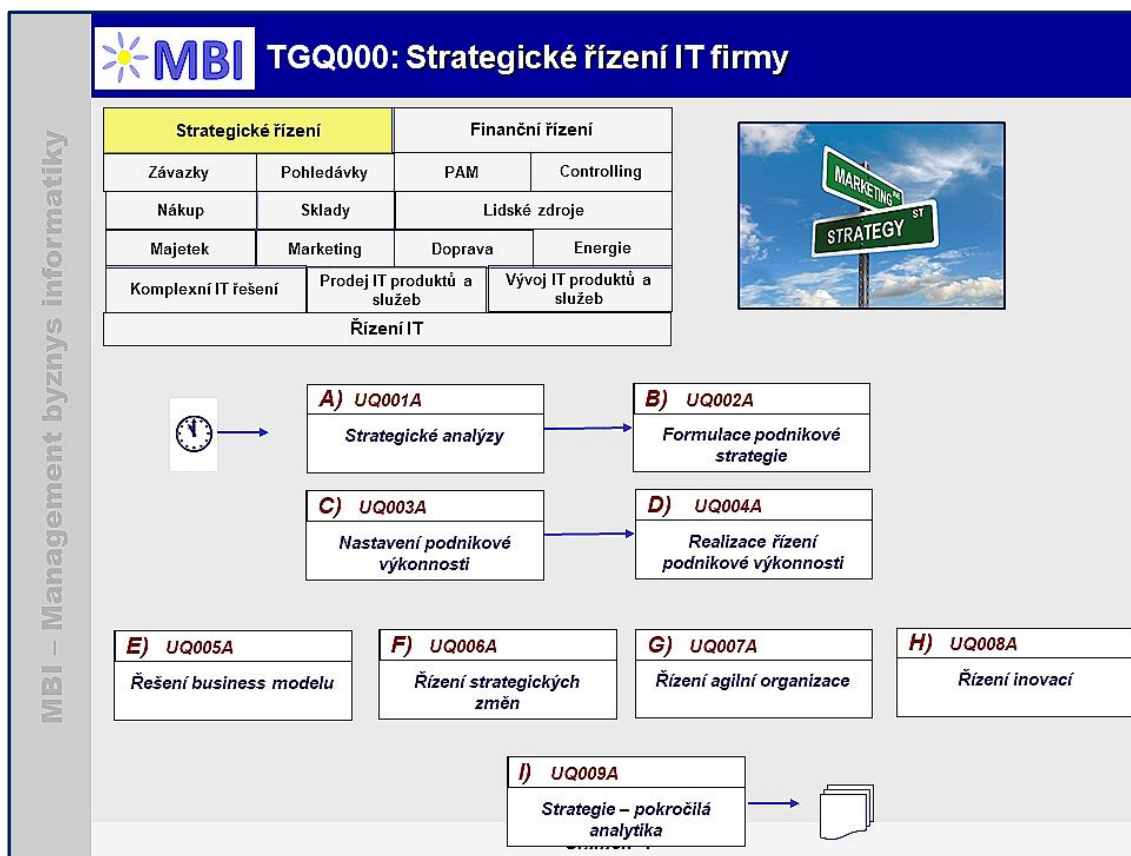 MBI
TGQ000: Strategické řízení IT firmy
MBI – Management byznys informatiky
Strategické řízení
Finanční řízení
Závazky
Pohledávky
PAM
Controlling
Nákup
Sklady
Lidské zdroje
Majetek
Marketing
Doprava
Energie
Komplexní IT řešení
Prodej IT produktů a
služeb
Vývoj IT produktů a
služeb
Řízení IT
MARKETING AVE
STRATEGY ST
A) UQ001A
Strategické analýzy
B) UQ002A
Formulace podnikové
strategie
C) UQ003A
Nastavení podnikové
výkonnosti
D) UQ004A
Realizace řízení
podnikové výkonnosti
E) UQ005A
Řešení business modelu
F) UQ006A
Řízení strategických
změn
G) UQ007A
Řízení agilní organizace
H) UQ008A
Řízení inovací
I) UQ009A
Strategie – pokročilá
analytika